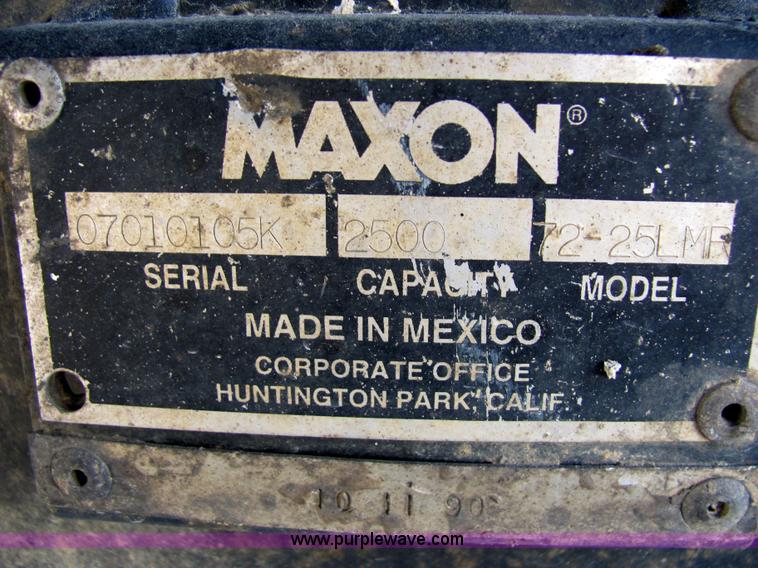 MAXON®
07010105K 2500 72-25LMR
SERIAL CAPACITY MODEL
MADE IN MEXICO
CORPORATE OFFICE
HUNTINGTON PARK, CALIF
10 11 90
www.purplewave.com